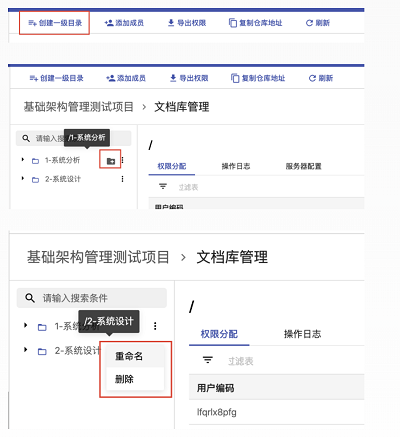 创建一级目录 添加成员 导出权限 复制仓库地址 刷新
创建一级目录 添加成员 导出权限 复制仓库地址 刷新
基础架构管理测试项目 > 文档库管理
请输入搜 /1-系统分析 /
1-系统分析 权限分配 操作日志 服务器配置
2-系统设计 过滤表
用户编码
基础架构管理测试项目 > 文档库管理
请输入搜索条件 /
/2-系统设计
1-系统分析 权限分配 操作日志
2-系统设计 重命名 过滤表
删除 用户编码
lfqrlx8pfg